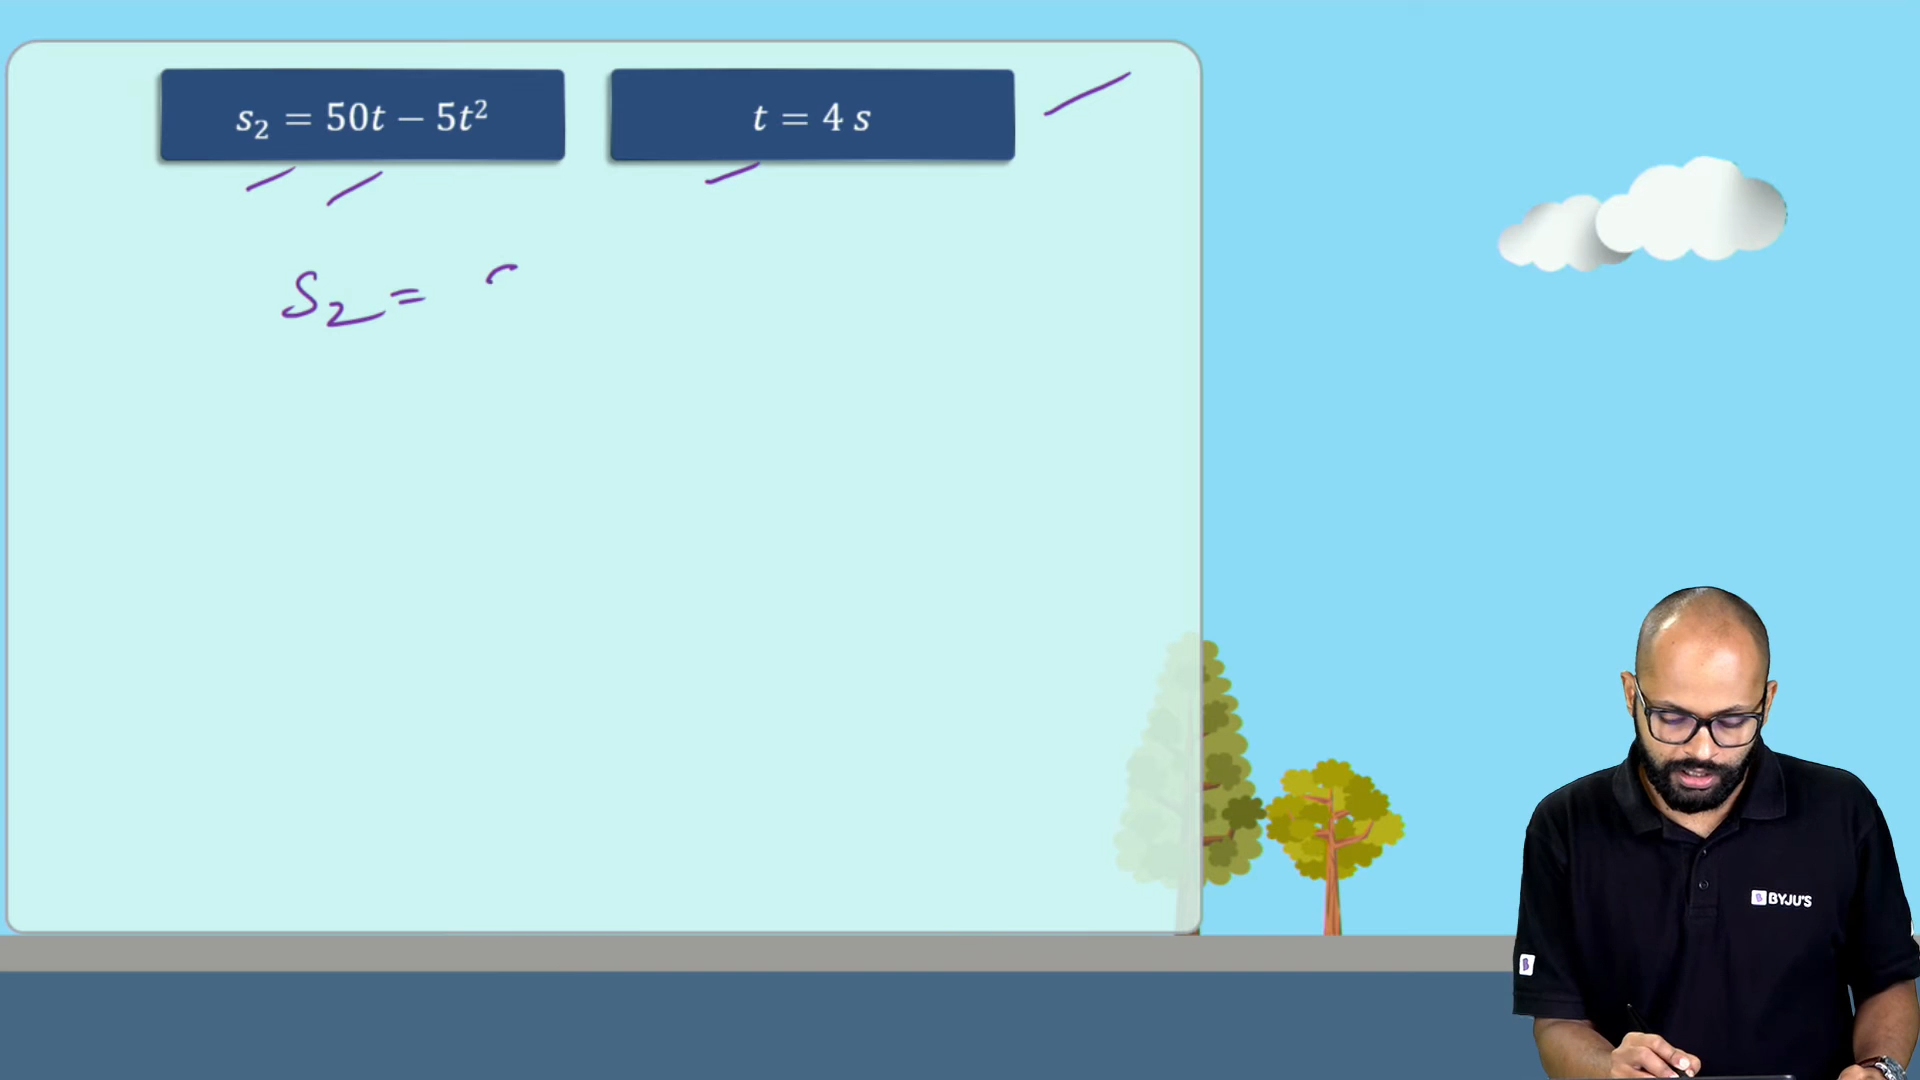 s₂ = 50t − 5t²
t = 4 s
S₂ =
BYJU'S